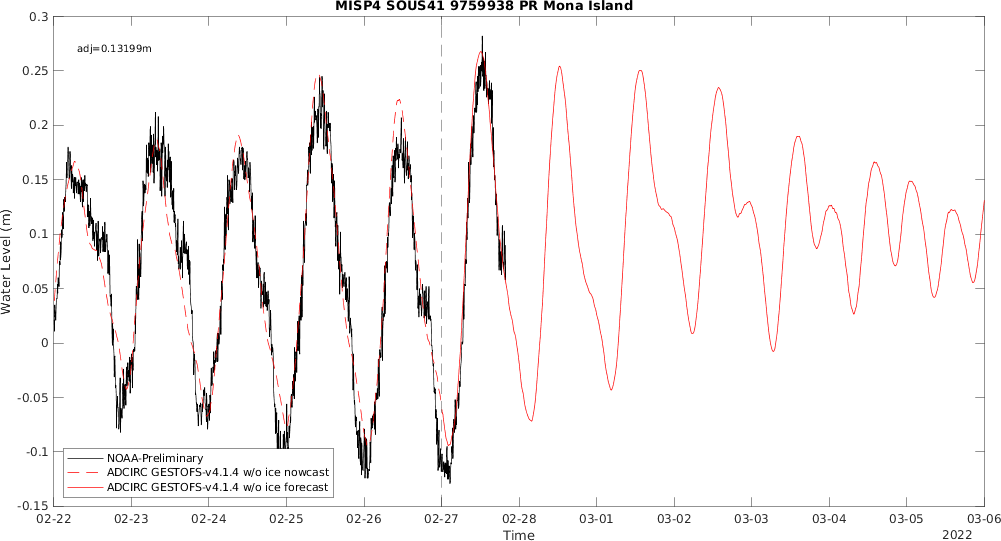 MISP4 SOUS41 9759938 PR Mona Island
adj=0.13199m
0.3
0.25
0.2
0.15
0.1
0.05
0
-0.05
-0.1
-0.15
Water Level (m)
NOAA-Preliminary
ADCIRC GESTOFS-v4.1.4 w/o ice nowcast
ADCIRC GESTOFS-v4.1.4 w/o ice forecast
02-22 02-23 02-24 02-25 02-26 02-27 02-28 03-01 03-02 03-03 03-04 03-05 03-06
Time
2022